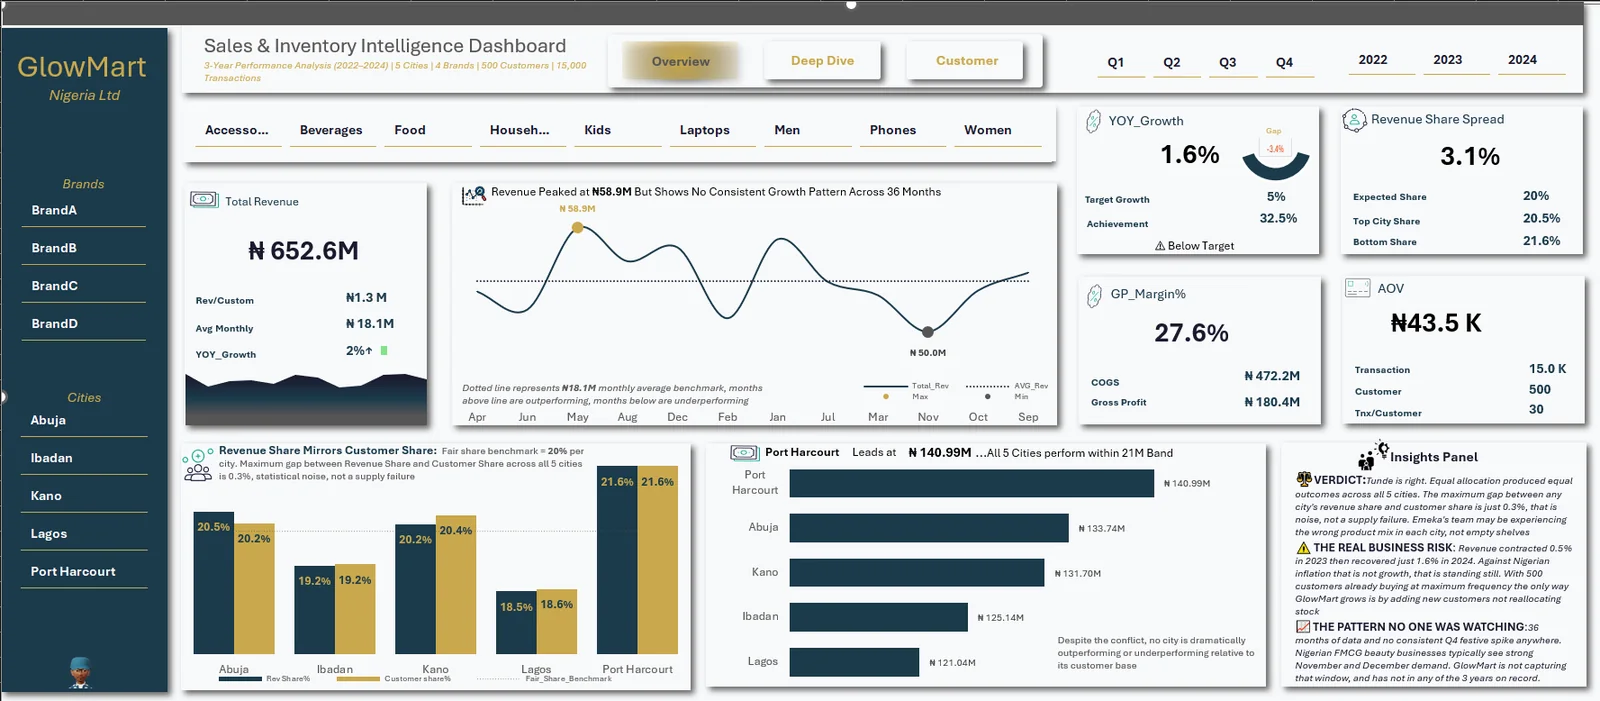 GlowMart
Nigeria Ltd
Brands
BrandA
BrandB
BrandC
BrandD
Cities
Abuja
Ibadan
Kano
Lagos
Port Harcourt
Sales & Inventory Intelligence Dashboard
3-Year Performance Analysis (2022–2024) | 5 Cities | 4 Brands | 500 Customers | 15,000
Transactions
Overview
Deep Dive
Customer
Q1 Q2 Q3 Q4
2022 2023 2024
Accesso... Beverages Food Househ... Kids Laptops Men Phones Women
Total Revenue
₦ 652.6M
Rev/Custom ₦1.3 M
Avg Monthly ₦ 18.1M
YOY_Growth 2%↑
Revenue Peaked at ₦58.9M But Shows No Consistent Growth Pattern Across 36 Months
₦ 58.9M
₦ 50.0M
Dotted line represents ₦18.1M monthly average benchmark, months
above line are outperforming, months below are underperforming
Total_Rev AVG_Rev
Max Min
Apr Jun May Aug Dec Feb Jan Jul Mar Nov Oct Sep
YOY_Growth
1.6%
Gap
-3.4%
Target Growth 5%
Achievement 32.5%
⚠ Below Target
Revenue Share Spread
3.1%
Expected Share 20%
Top City Share 20.5%
Bottom Share 21.6%
GP_Margin%
27.6%
COGS ₦ 472.2M
Gross Profit ₦ 180.4M
AOV
₦43.5 K
Transaction 15.0 K
Customer 500
Tnx/Customer 30
Revenue Share Mirrors Customer Share: Fair share benchmark = 20% per
city. Maximum gap between Revenue Share and Customer Share across all 5 cities
is 0.3%, statistical noise, not a supply failure
20.5% 20.2% 19.2% 19.2% 20.2% 20.4% 18.5% 18.6% 21.6% 21.6%
Abuja Ibadan Kano Lagos Port Harcourt
Rev Share% Customer share% Fair_Share_Benchmark
Port Harcourt Leads at ₦ 140.99M ...All 5 Cities perform within 21M Band
Port
Harcourt ₦ 140.99M
Abuja ₦ 133.74M
Kano ₦ 131.70M
Ibadan ₦ 125.14M
Lagos ₦ 121.04M
Despite the conflict, no city is dramatically
outperforming or underperforming relative to
its customer base
Insights Panel
VERDICT:Tunde is right. Equal allocation produced equal
outcomes across all 5 cities. The maximum gap between any
city's revenue share and customer share is just 0.3%, that is
noise, not a supply failure. Emeka's team may be experiencing
the wrong product mix in each city, not empty shelves
⚠ THE REAL BUSINESS RISK: Revenue contracted 0.5%
in 2023 then recovered just 1.6% in 2024. Against Nigerian
inflation that is not growth, that is standing still. With 500
customers already buying at maximum frequency the only way
GlowMart grows is by adding new customers not reallocating
stock
THE PATTERN NO ONE WAS WATCHING:36
months of data and no consistent Q4 festive spike anywhere.
Nigerian FMCG beauty businesses typically see strong
November and December demand. GlowMart is not capturing
that window, and has not in any of the 3 years on record.